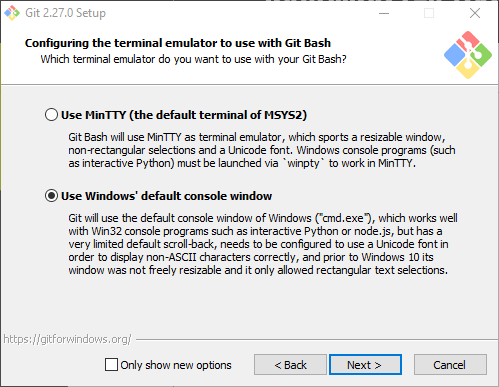 Git 2.27.0 Setup
Configuring the terminal emulator to use with Git Bash
Which terminal emulator do you want to use with your Git Bash?
Use MinTTY (the default terminal of MSYS2)
Git Bash will use MinTTY as terminal emulator, which sports a resizable window,
non-rectangular selections and a Unicode font. Windows console programs (such
as interactive Python) must be launched via `winpty` to work in MinTTY.
Use Windows' default console window
Git will use the default console window of Windows ("cmd.exe"), which works well
with Win32 console programs such as interactive Python or node.js, but has a
very limited default scroll-back, needs to be configured to use a Unicode font in
order to display non-ASCII characters correctly, and prior to Windows 10 its
window was not freely resizable and it only allowed rectangular text selections.
https://gitforwindows.org/
Only show new options
< Back
Next >
Cancel